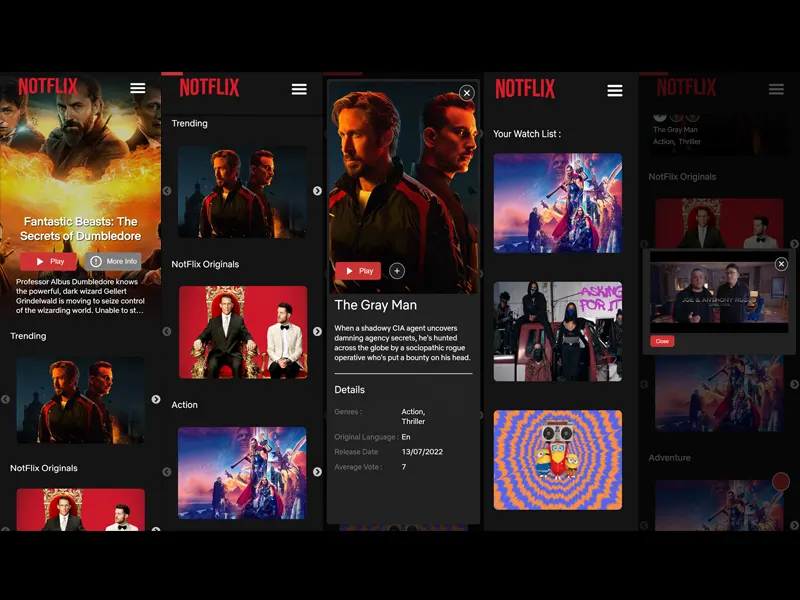 NOTFLIX
Fantastic Beasts: The
Secrets of Dumbledore
Play
More Info
Professor Albus Dumbledore knows
the powerful, dark wizard Gellert
Grindelwald is moving to seize control
of the wizarding world. Unable to st...
Trending
NotFlix Originals
NOTFLIX
Trending
NotFlix Originals
Action
Play
The Gray Man
When a shadowy CIA agent uncovers
damning agency secrets, he's hunted
across the globe by a sociopathic rogue
operative who's put a bounty on his head.
Details
Genres :
Action,
Thriller
Original Language :
En
Release Date
13/07/2022
Average Vote :
7
NOTFLIX
Your Watch List :
ASKING
FOR IT
NOTFLIX
The Gray Man
Action, Thriller
NotFlix Originals
JOE & ANTHONY RUSSO
Close
Adventure